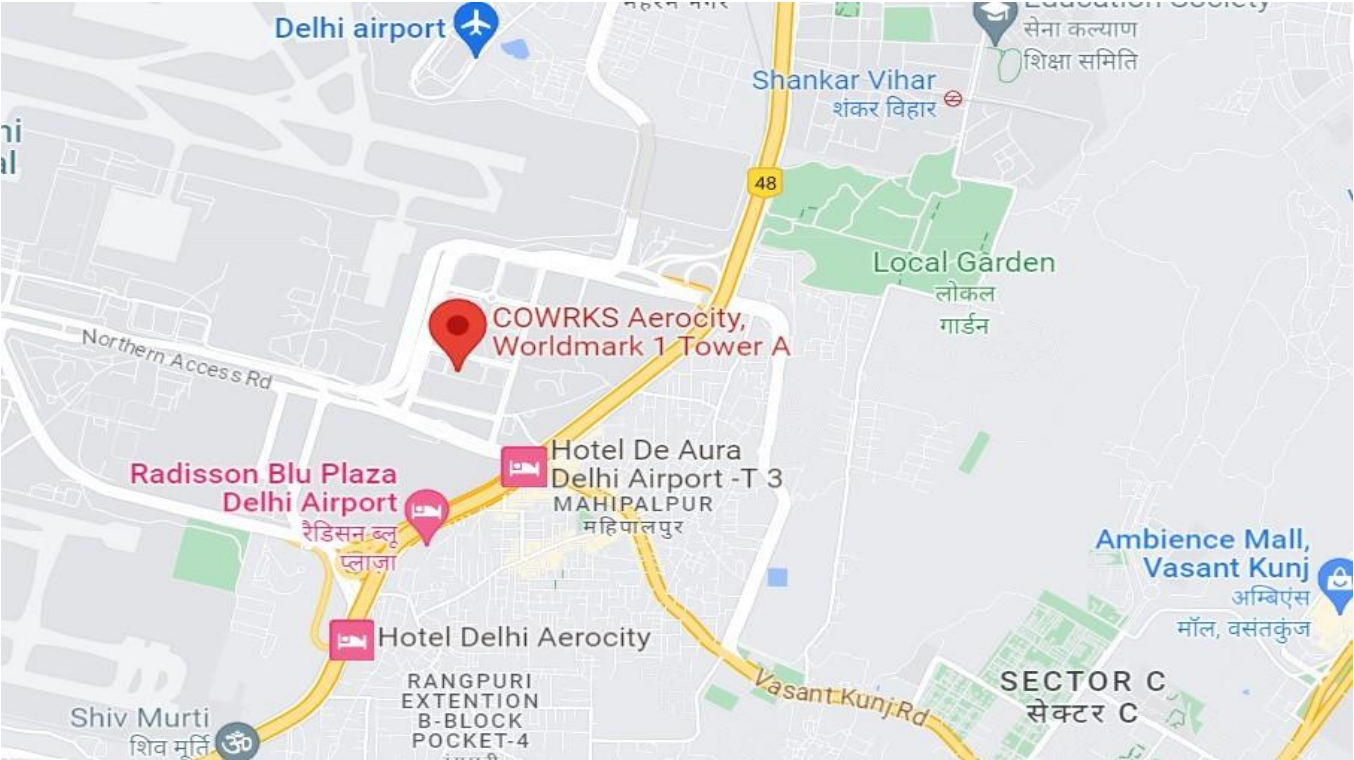 Delhi airport
Education Society
सेना कल्याण
शिक्षा समिति
Shankar Vihar
शंकर विहार
48
Local Garden
लोकल
गार्डन
COWRKS Aerocity,
Worldmark 1 Tower A
Northern Access Rd
Hotel De Aura
Delhi Airport -T 3
MAHIPALPUR
महिपालपुर
Radisson Blu Plaza
Delhi Airport
रेडिसन ब्लू
प्लाज़ा
Ambience Mall,
Vasant Kunj
अम्बिएंस
मॉल, वसंतकुंज
Hotel Delhi Aerocity
RANGPURI
EXTENTION
B-BLOCK
POCKET-4
Vasant Kunj Rd
SECTOR C
सेक्टर C
Shiv Murti
शिव मूर्ति